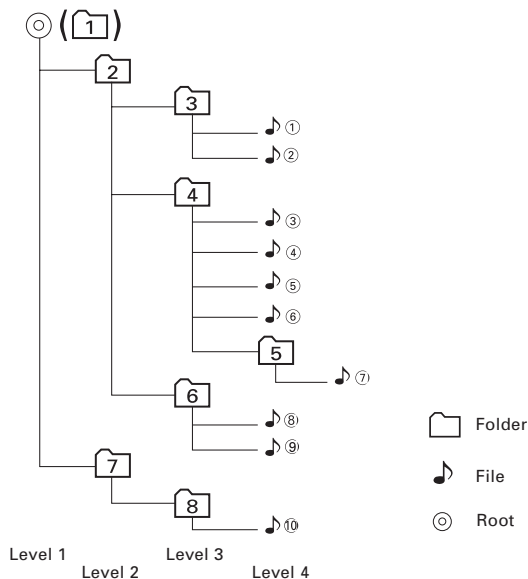 (1)
2
3
①
②
4
③
④
⑤
⑥
5
⑦
6
⑧
⑨
7
8
⑩
Folder
File
Root
Level 1
Level 2
Level 3
Level 4